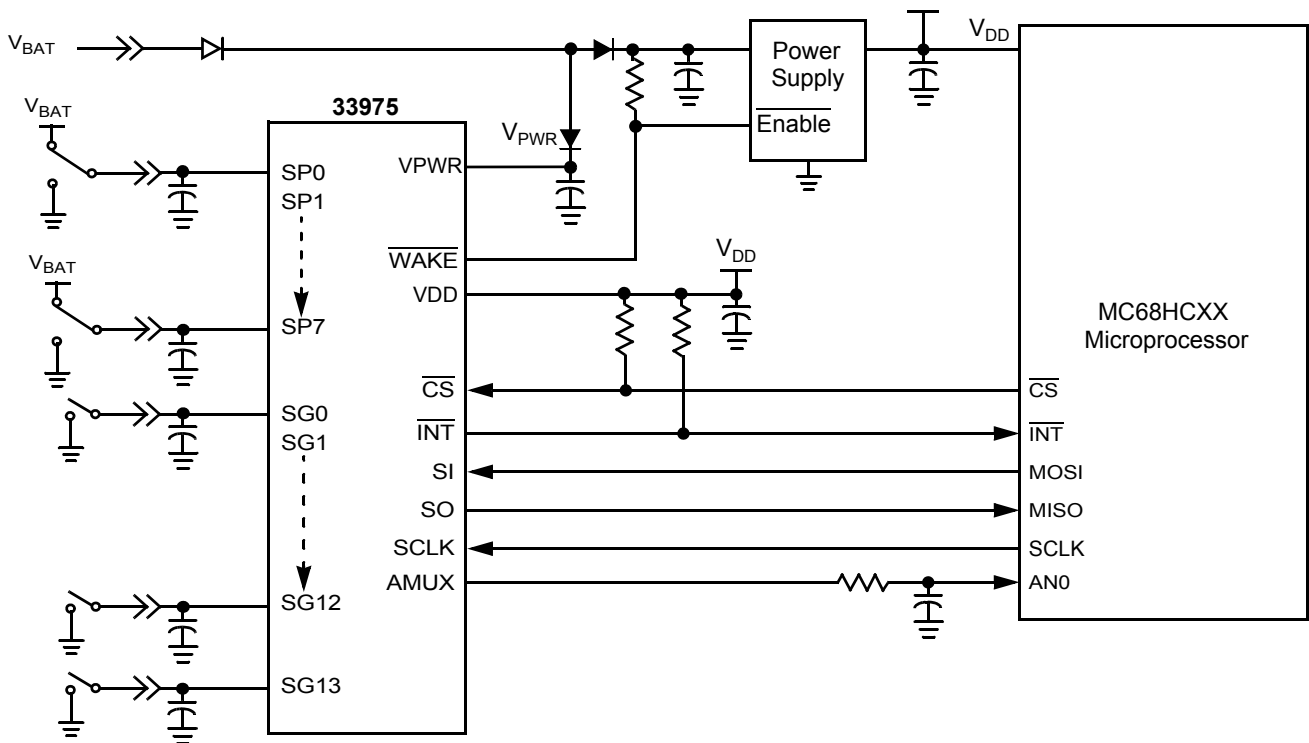 V_BAT
V_DD
Power
Supply
Enable
33975
V_BAT
V_PWR
VPWR
SP0
SP1
WAKE
V_DD
V_BAT
VDD
SP7
MC68HCXX
Microprocessor
CS
CS
SG0
INT
INT
SG1
SI
MOSI
SO
MISO
SCLK
SCLK
AMUX
AN0
SG12
SG13